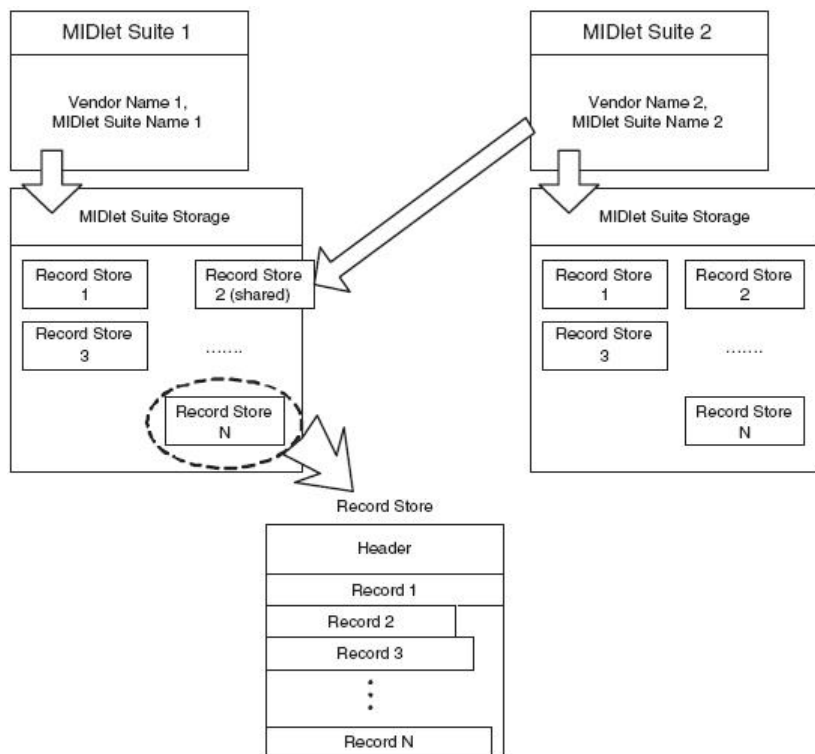 MIDlet Suite 1
Vendor Name 1,
MIDlet Suite Name 1
MIDlet Suite 2
Vendor Name 2,
MIDlet Suite Name 2
MIDlet Suite Storage
Record Store
1
Record Store
2 (shared)
Record Store
3
.......
Record Store
N
MIDlet Suite Storage
Record Store
1
Record Store
2
Record Store
3
.......
Record Store
N
Record Store
Header
Record 1
Record 2
Record 3
Record N